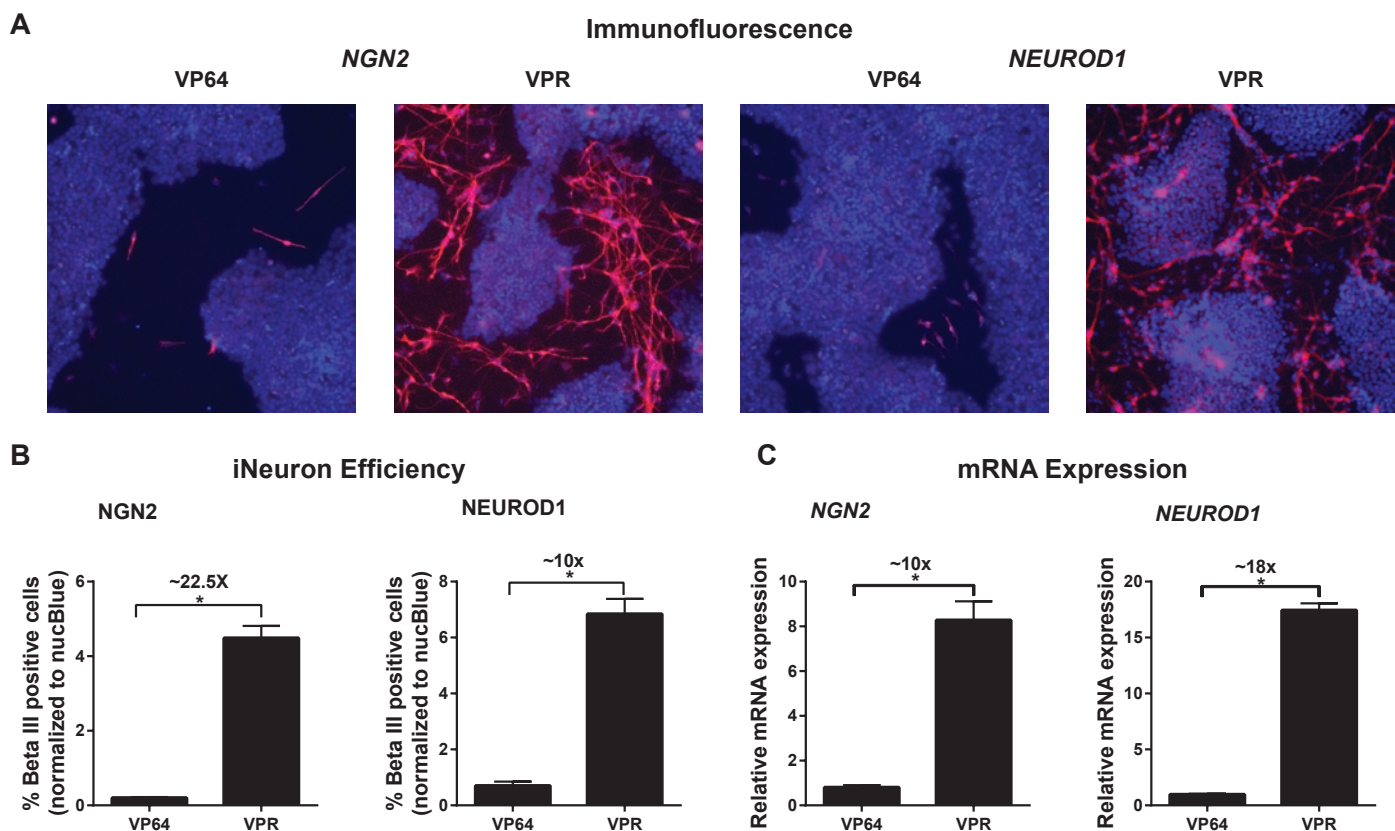 A
Immunofluorescence
NGN2
NEUROD1
VP64
VPR
VP64
VPR
B
iNeuron Efficiency
NGN2
% Beta III positive cells
(normalized to nucBlue)
6
4
2
0
~22.5X
*
VP64
VPR
NEUROD1
% Beta III positive cells
(normalized to nucBlue)
8
6
4
2
0
~10x
*
VP64
VPR
C
mRNA Expression
NGN2
Relative mRNA expression
10
8
6
4
2
0
~10x
*
VP64
VPR
NEUROD1
Relative mRNA expression
20
15
10
5
0
~18x
*
VP64
VPR